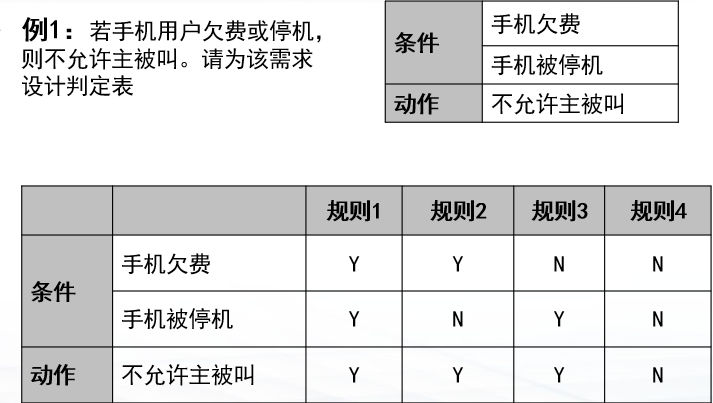 例1：若手机用户欠费或停机，
则不允许主被叫。请为该需求
设计判定表
条件 手机欠费
手机被停机
动作 不允许主被叫
规则1 规则2 规则3 规则4
条件 手机欠费 Y Y N N
手机被停机 Y N Y N
动作 不允许主被叫 Y Y Y N